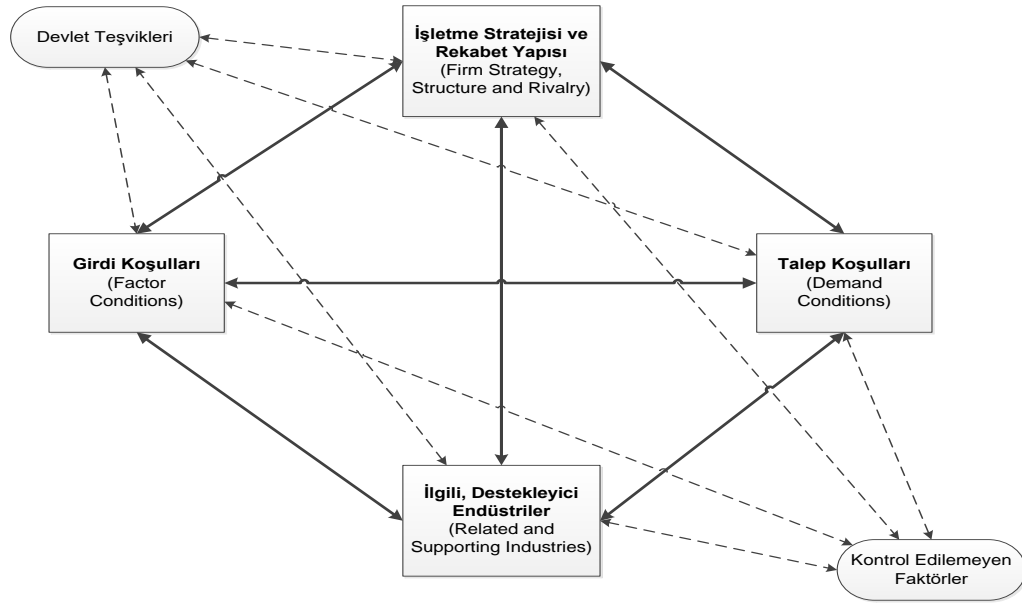 Devlet Teşvikleri
İşletme Stratejisi ve
Rekabet Yapısı
(Firm Strategy,
Structure and Rivalry)
Girdi Koşulları
(Factor
Conditions)
Talep Koşulları
(Demand
Conditions)
İlgili, Destekleyici
Endüstriler
(Related and
Supporting Industries)
Kontrol Edilemeyen
Faktörler